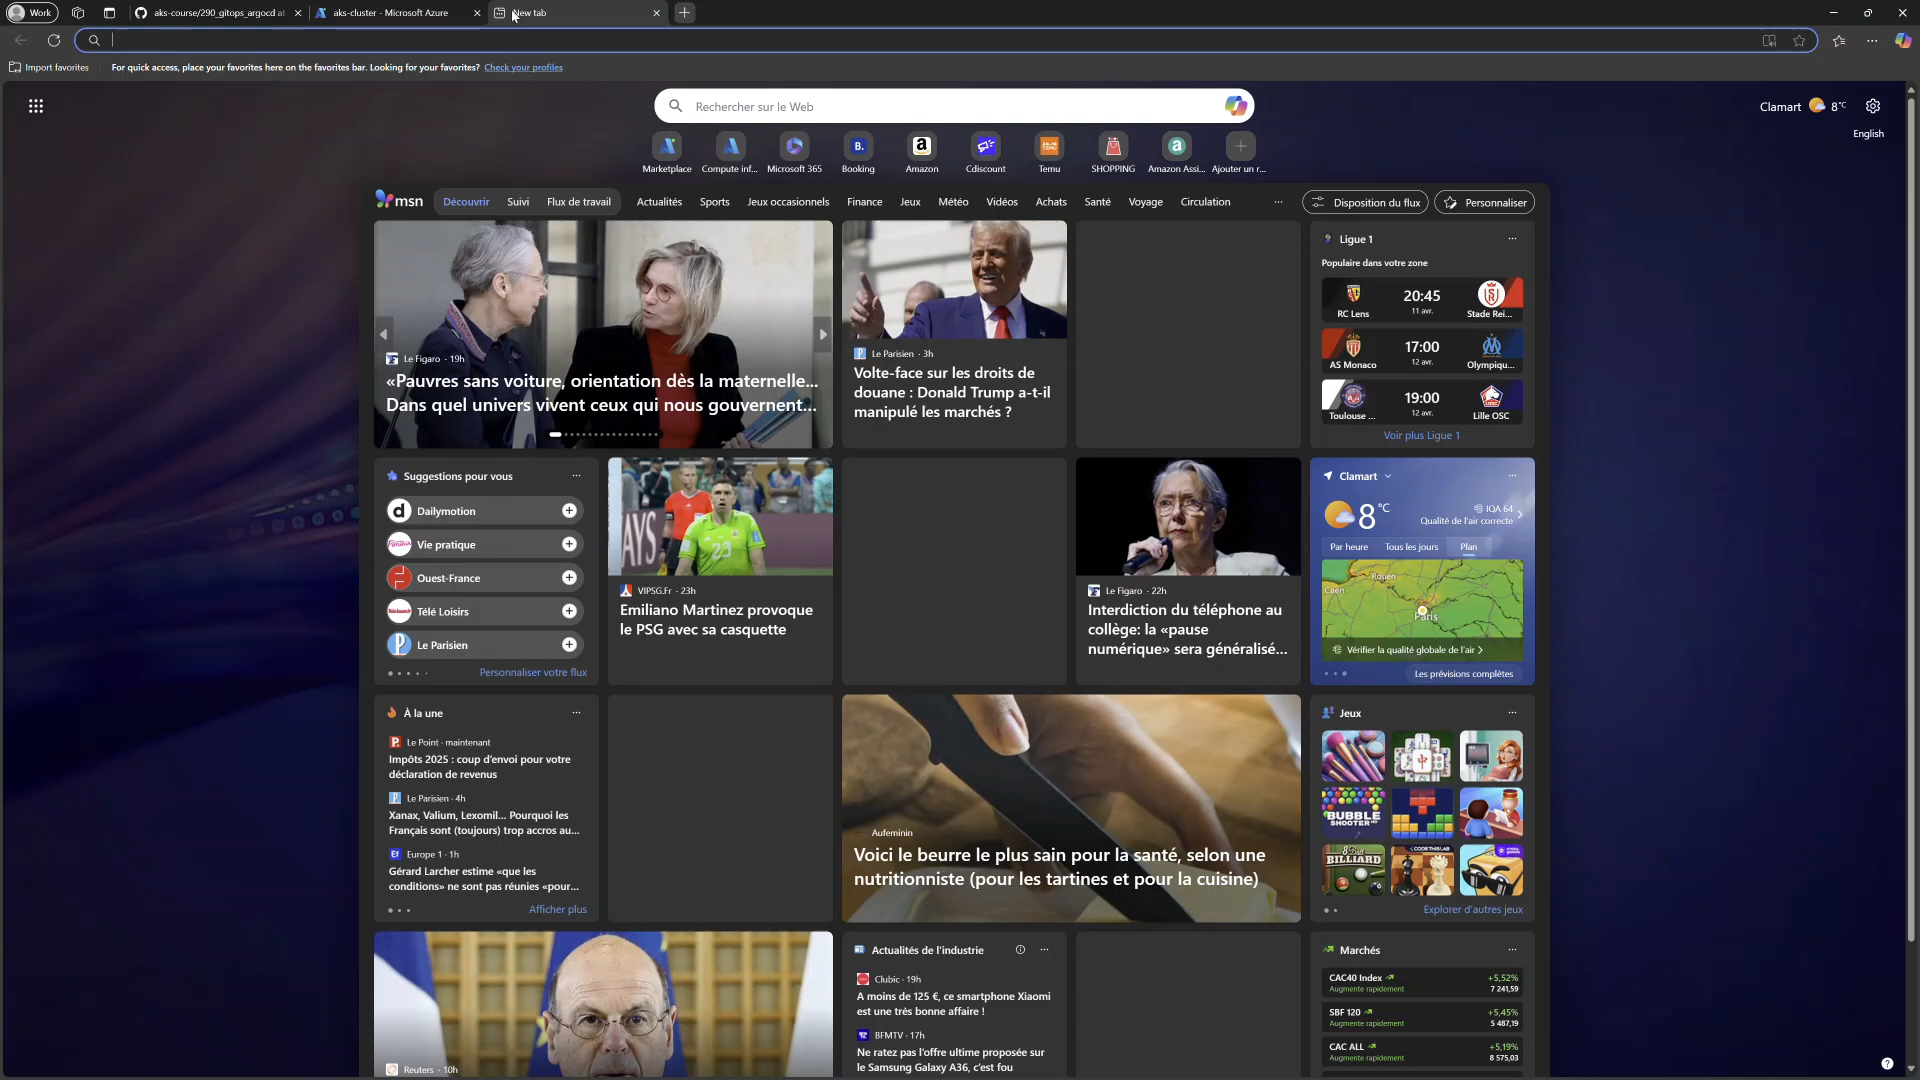 Work
aks-course/290_gitops_argocd at
aks-cluster - Microsoft Azure
New tab
Import favorites
For quick access, place your favorites here on the favorites bar. Looking for your favorites? Check your profiles
Rechercher sur le Web
Clamart 8°C
English
Marketplace
Compute inf...
Microsoft 365
Booking
Amazon
Cdiscount
Temu
SHOPPING
Amazon Assi...
Ajouter un r...
msn
Découvrir
Suivi
Flux de travail
Actualités
Sports
Jeux occasionnels
Finance
Jeux
Météo
Vidéos
Achats
Santé
Voyage
Circulation
Disposition du flux
Personnaliser
Le Figaro · 19h
«Pauvres sans voiture, orientation dès la maternelle...
Dans quel univers vivent ceux qui nous gouvernent...
Le Parisien · 3h
Volte-face sur les droits de
douane : Donald Trump a-t-il
manipulé les marchés ?
Ligue 1
Populaire dans votre zone
RC Lens
20:45
11 avr.
Stade Rei...
AS Monaco
17:00
12 avr.
Olympiqu...
Toulouse ...
19:00
12 avr.
Lille OSC
Voir plus Ligue 1
Suggestions pour vous
Dailymotion
Vie pratique
Ouest-France
Télé Loisirs
Le Parisien
Personnaliser votre flux
VIPSG.Fr · 23h
Emiliano Martinez provoque
le PSG avec sa casquette
Le Figaro · 22h
Interdiction du téléphone au
collège: la «pause
numérique» sera généralisé...
Clamart
8°C
IQA 64
Qualité de l'air correcte
Par heure
Tous les jours
Plan
Rouen
Caen
Paris
Vérifier la qualité globale de l'air
Les prévisions complètes
À la une
Le Point · maintenant
Impôts 2025 : coup d'envoi pour votre
déclaration de revenus
Le Parisien · 4h
Xanax, Valium, Lexomil... Pourquoi les
Français sont (toujours) trop accros au...
Europe 1 · 1h
Gérard Larcher estime «que les
conditions» ne sont pas réunies «pour...
Afficher plus
Aufeminin
Voici le beurre le plus sain pour la santé, selon une
nutritionniste (pour les tartines et pour la cuisine)
Jeux
BUBBLE
SHOOTER
8 Ball
BILLIARD
CODE THIS LAB
Explorer d'autres jeux
Reuters · 10h
Actualités de l'industrie
Clubic · 19h
A moins de 125 €, ce smartphone Xiaomi
est une très bonne affaire !
BFMTV · 17h
Ne ratez pas l'offre ultime proposée sur
le Samsung Galaxy A36, c'est fou
Marchés
CAC40 Index
+5,52%
Augmente rapidement
7 241,59
SBF 120
+5,45%
Augmente rapidement
5 487,19
CAC ALL
+5,19%
Augmente rapidement
8 575,03